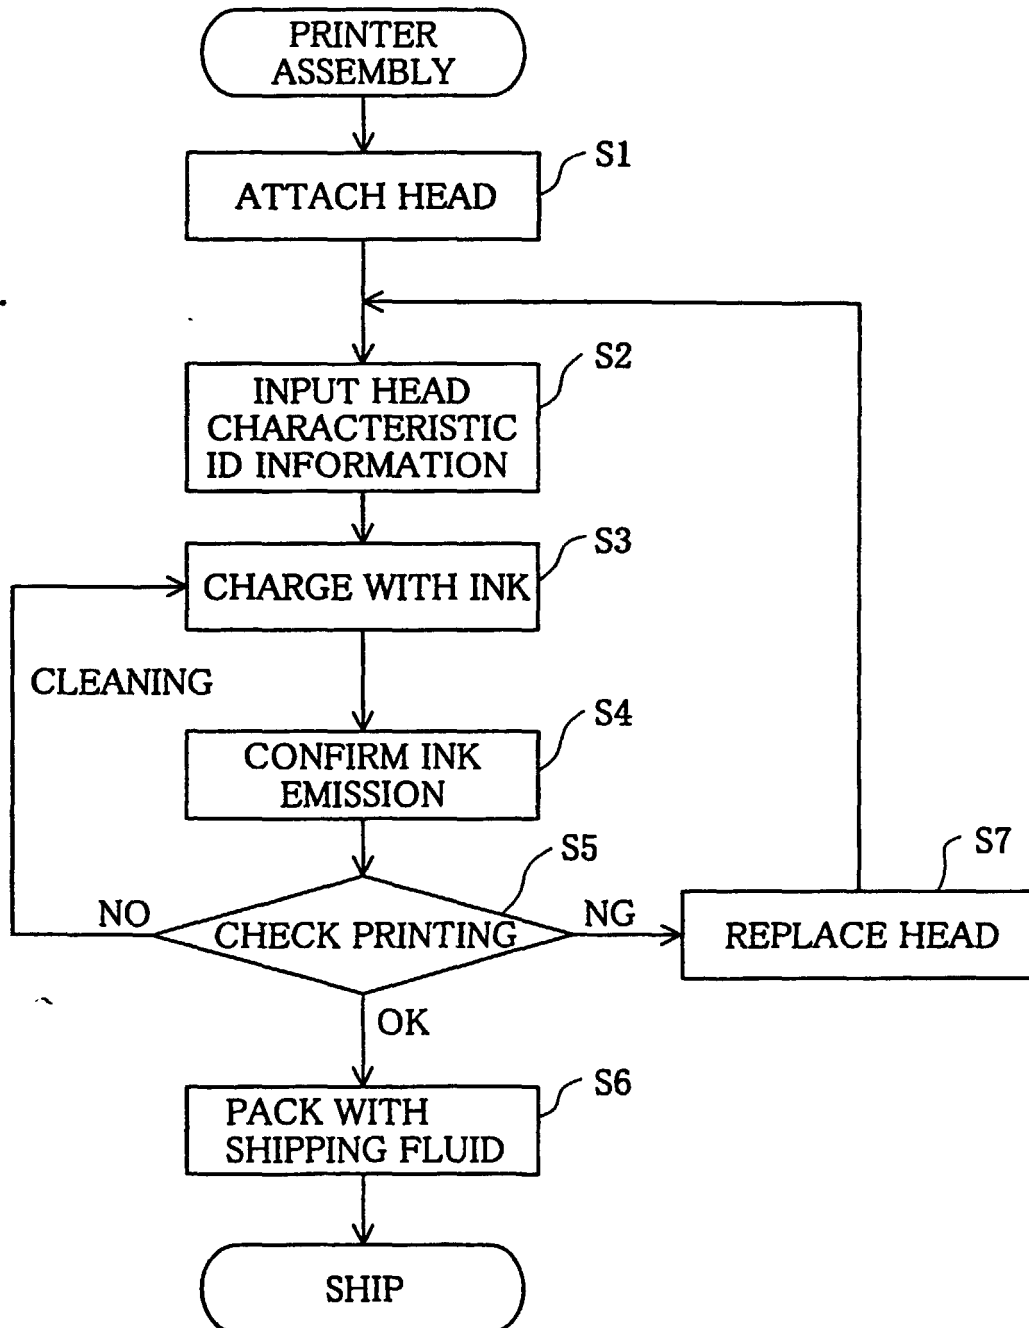 PRINTER
ASSEMBLY
S1
ATTACH HEAD
S2
INPUT HEAD
CHARACTERISTIC
ID INFORMATION
S3
CHARGE WITH INK
CLEANING
S4
CONFIRM INK
EMISSION
S5
S7
NO
CHECK PRINTING
NG
REPLACE HEAD
OK
S6
PACK WITH
SHIPPING FLUID
SHIP